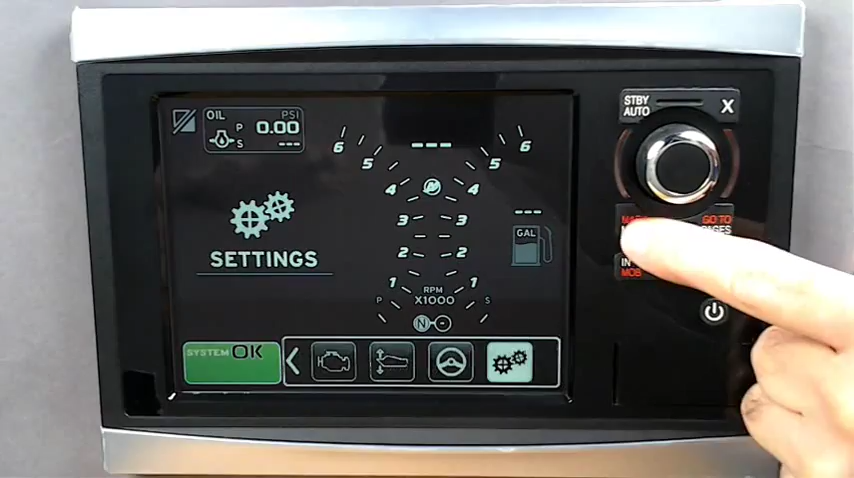 OIL PSI
P 0.00
S ---
6 --- 6
5 5
4 4
3 3
2 2
1 1
RPM
X1000
P S
N -
---
GAL
SETTINGS
SYSTEM OK
STBY
AUTO
X
GO TO
IN
MOB